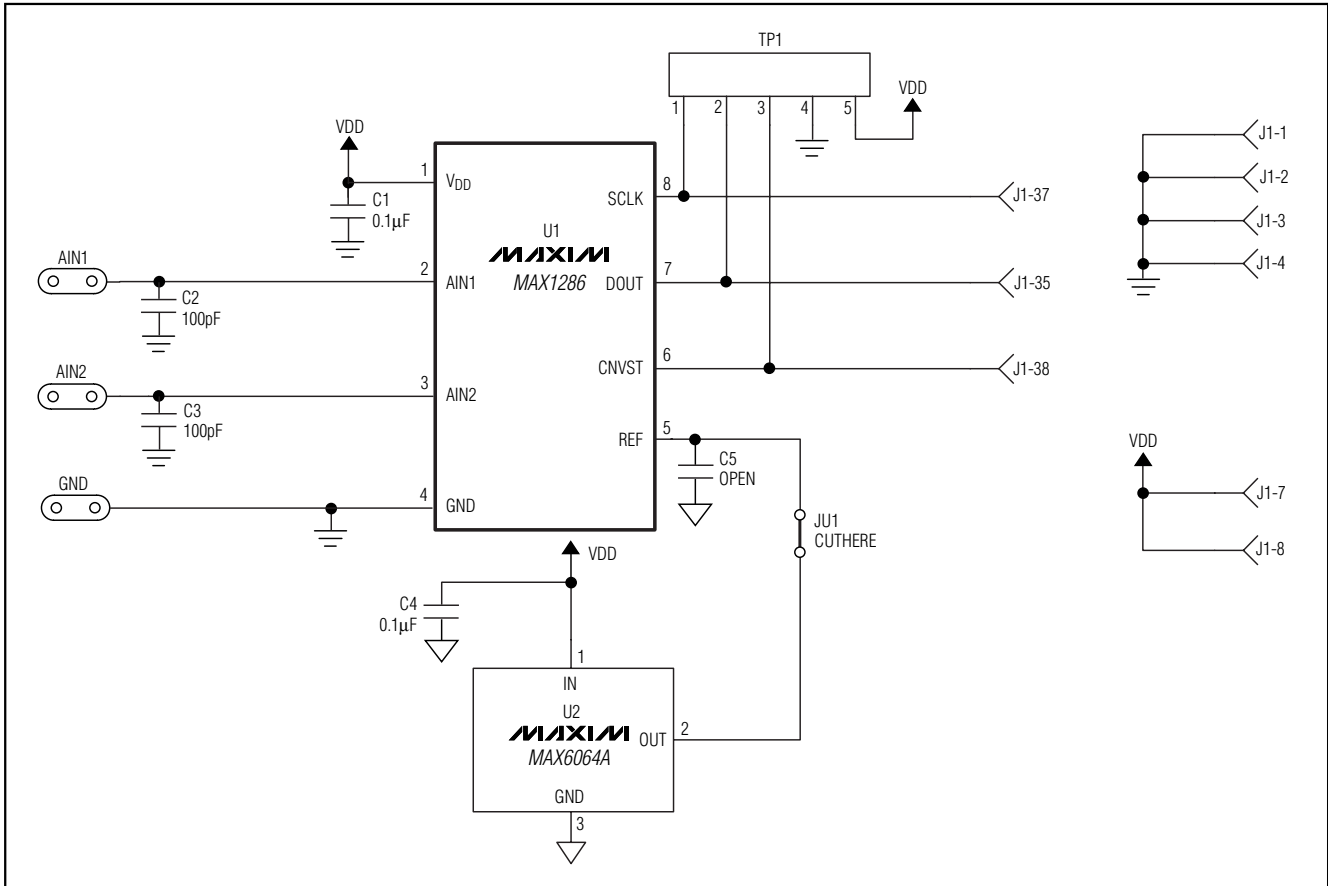 TP1
1
2
3
4
5
VDD
VDD
1
VDD
C1
0.1µF
U1
MAXIM
MAX1286
SCLK
8
J1-37
AIN1
2
AIN1
C2
100pF
DOUT
7
J1-35
AIN2
3
AIN2
C3
100pF
CNVST
6
J1-38
REF
5
C5
OPEN
GND
4
GND
JU1
CUTHERE
VDD
C4
0.1µF
1
IN
U2
MAXIM
MAX6064A
OUT
2
GND
3
J1-1
J1-2
J1-3
J1-4
VDD
J1-7
J1-8